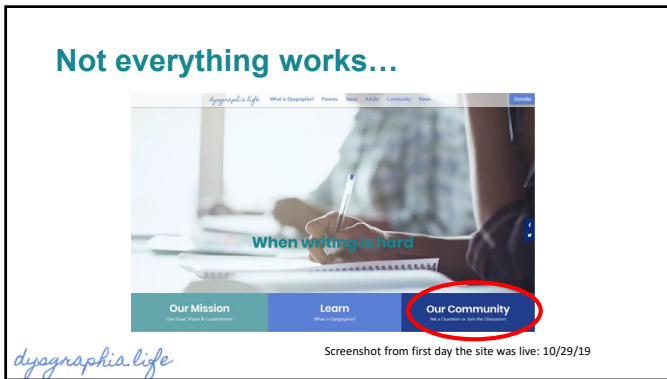 Not everything works…
dysgraphia.life What is Dysgraphia? Parents Teens Adults Community News Donate
When writing is hard
Our Mission Learn Our Community
Our Goal, Vision & Commitment What is Dysgraphia? Ask a Question or Join the Discussion
dysgraphia.life
Screenshot from first day the site was live: 10/29/19